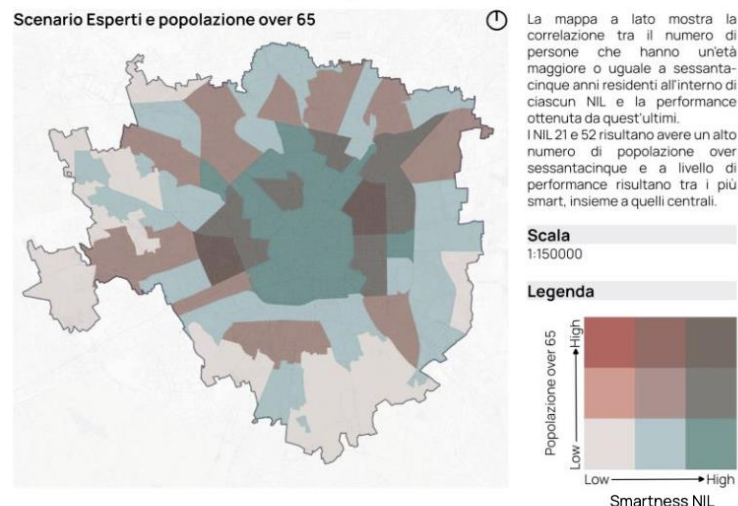 Scenario Esperti e popolazione over 65
La mappa a lato mostra la
correlazione tra il numero di
persone che hanno un'età
maggiore o uguale a sessanta-
cinque anni residenti all'interno di
ciascun NIL e la performance
ottenuta da quest'ultimi.
I NIL 21 e 52 risultano avere un alto
numero di popolazione over
sessantacinque e a livello di
performance risultano tra i più
smart, insieme a quelli centrali.
Scala
1:150000
Legenda
Popolazione over 65
Low
High
Low
High
Smartness NIL